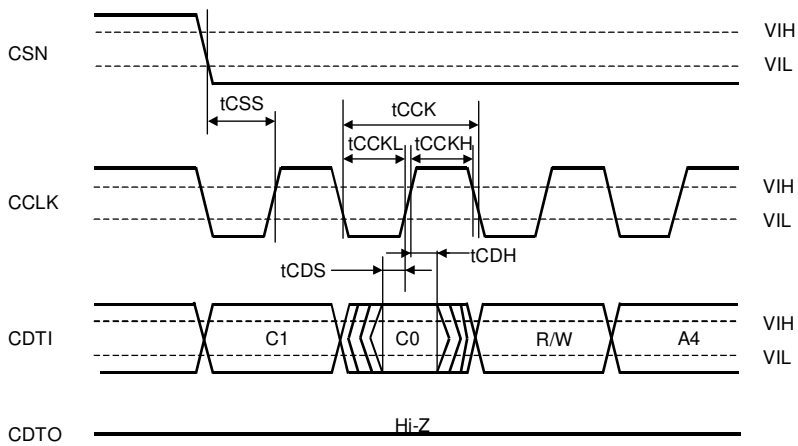 CSN
VIH
VIL
tCSS
tCCK
tCCKL
tCCKH
CCLK
VIH
VIL
tCDS
tCDH
CDTI
C1
C0
R/W
A4
VIH
VIL
CDTO
Hi-Z